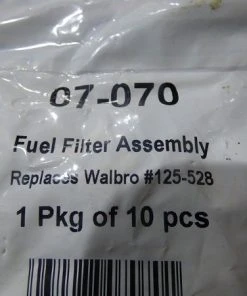 07-070
Fuel Filter Assembly
Replaces Walbro #125-528
1 Pkg of 10 pcs